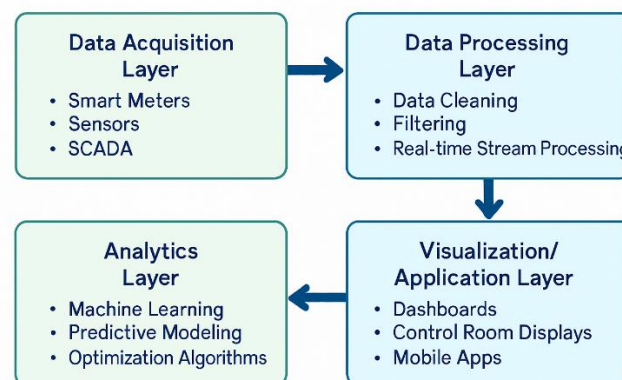 Data Acquisition
Layer
• Smart Meters
• Sensors
• SCADA
Data Processing
Layer
• Data Cleaning
• Filtering
• Real-time Stream Processing
Visualization/
Application Layer
• Dashboards
• Control Room Displays
• Mobile Apps
Analytics
Layer
• Machine Learning
• Predictive Modeling
• Optimization Algorithms